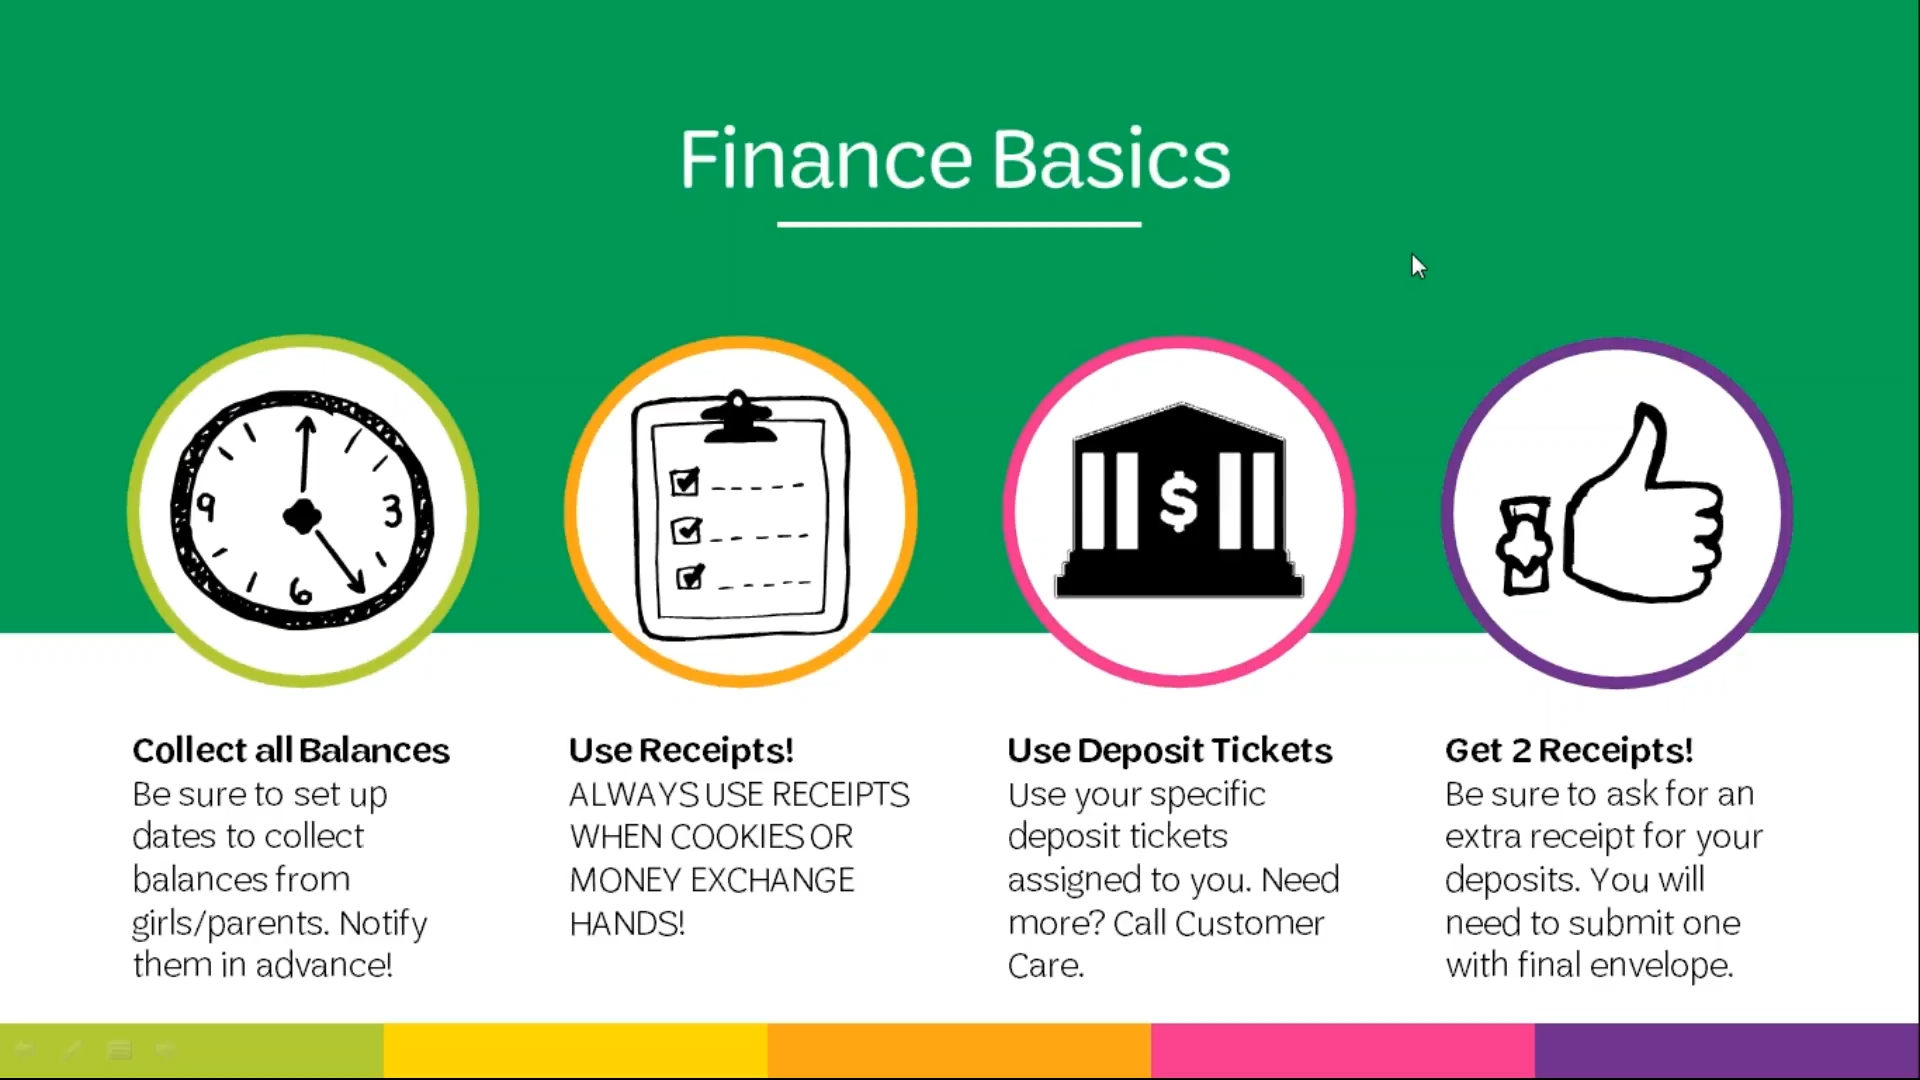 Finance Basics
9
3
6
$
Collect all Balances
Be sure to set up
dates to collect
balances from
girls/parents. Notify
them in advance!
Use Receipts!
ALWAYS USE RECEIPTS
WHEN COOKIES OR
MONEY EXCHANGE
HANDS!
Use Deposit Tickets
Use your specific
deposit tickets
assigned to you. Need
more? Call Customer
Care.
Get 2 Receipts!
Be sure to ask for an
extra receipt for your
deposits. You will
need to submit one
with final envelope.